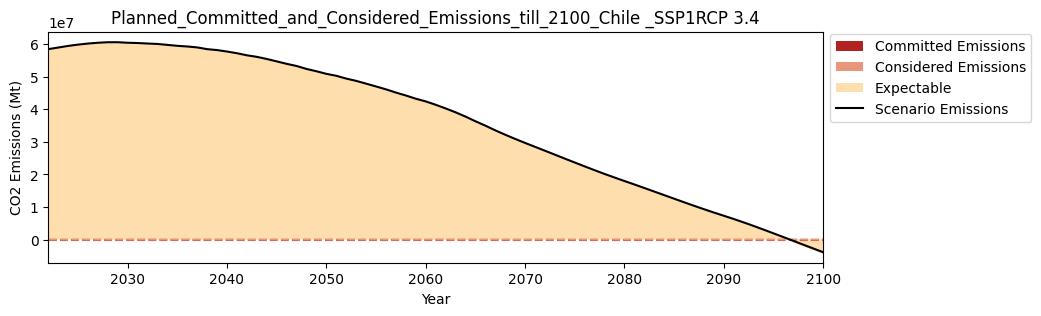 Planned_Committed_and_Considered_Emissions_till_2100_Chile _SSP1RCP 3.4
1e7
6
5
4
3
2
1
0
CO2 Emissions (Mt)
2030 2040 2050 2060 2070 2080 2090 2100
Year
Committed Emissions
Considered Emissions
Expectable
Scenario Emissions